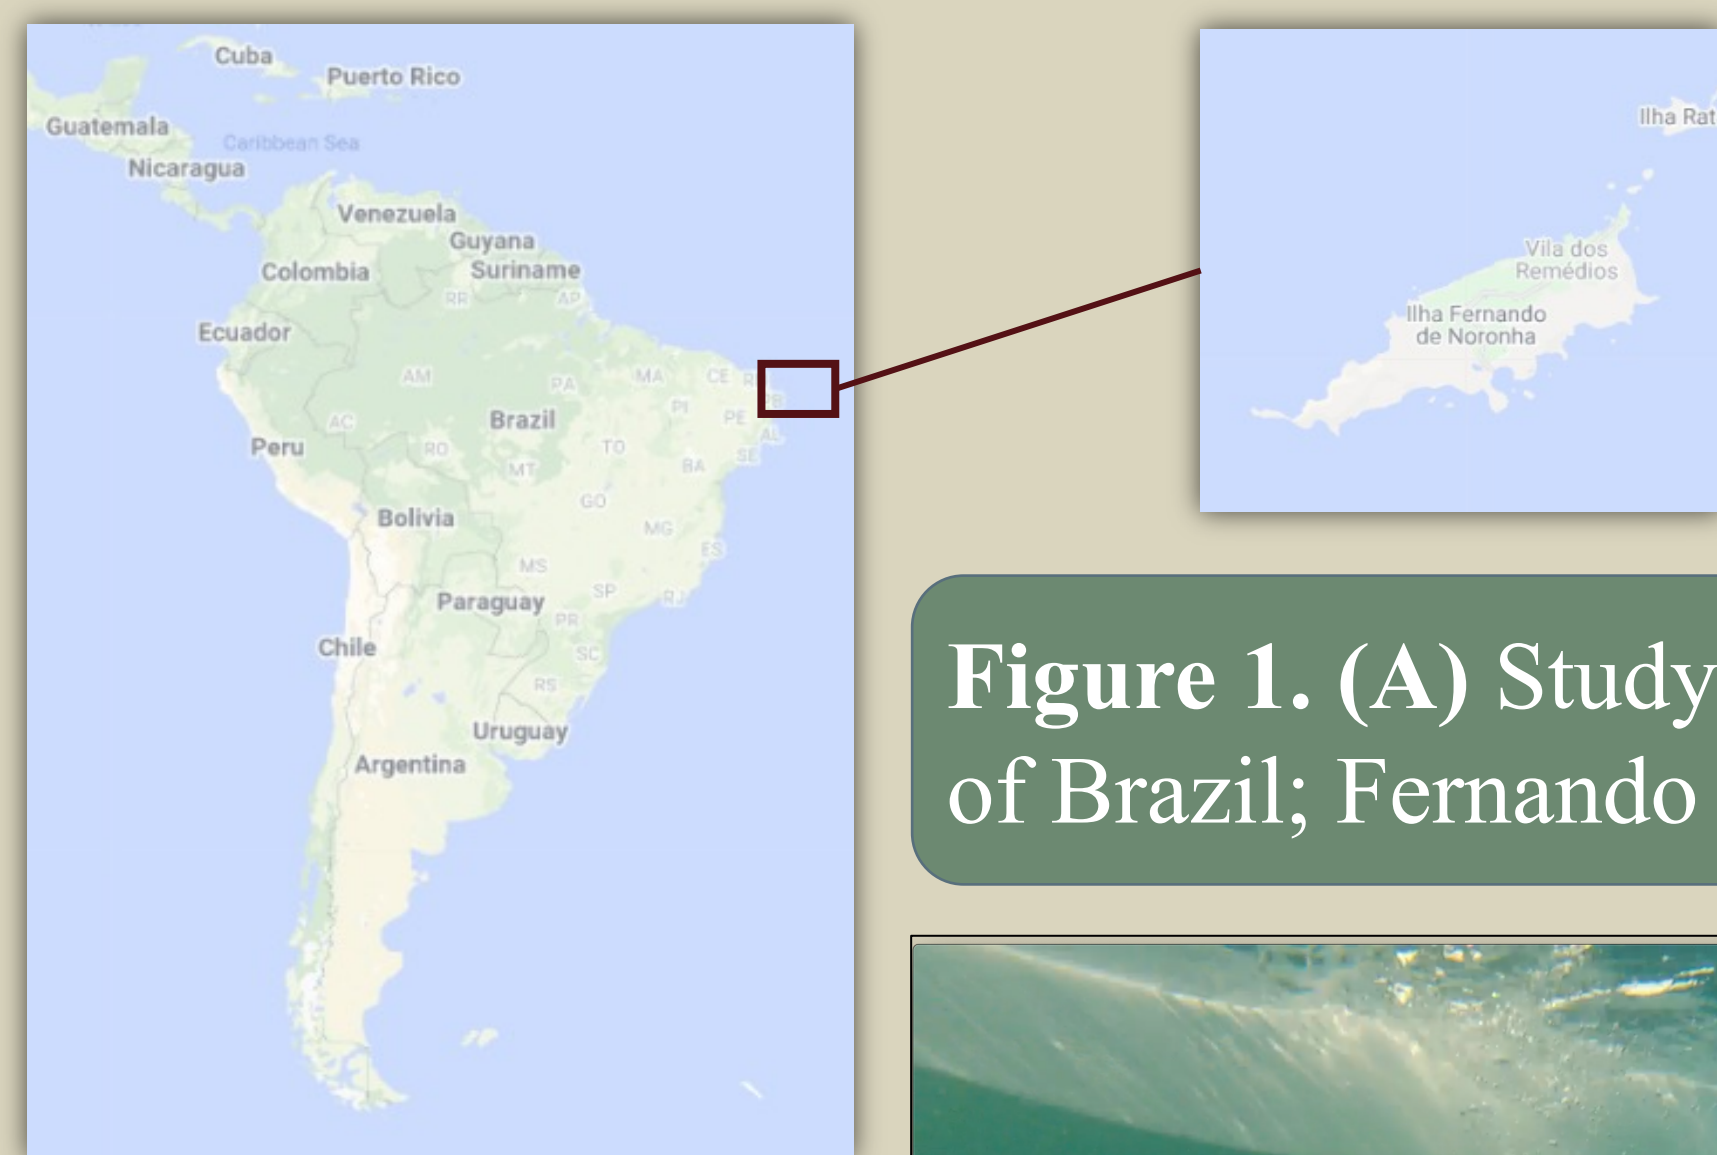 Cuba
Puerto Rico
Guatemala
Caribbean Sea
Nicaragua
Venezuela
Guyana
Colombia
Suriname
RR
AP
Ecuador
AM
PA
MA
CE
PI
PE
AC
Brazil
AL
Peru
RO
TO
SE
MT
BA
GO
Bolivia
MG
ES
MS
SP
RJ
Paraguay
PR
Chile
SC
RS
Uruguay
Argentina
Ilha Rat
Vila dos
Remédios
Ilha Fernando
de Noronha
Figure 1. (A) Study
of Brazil; Fernando